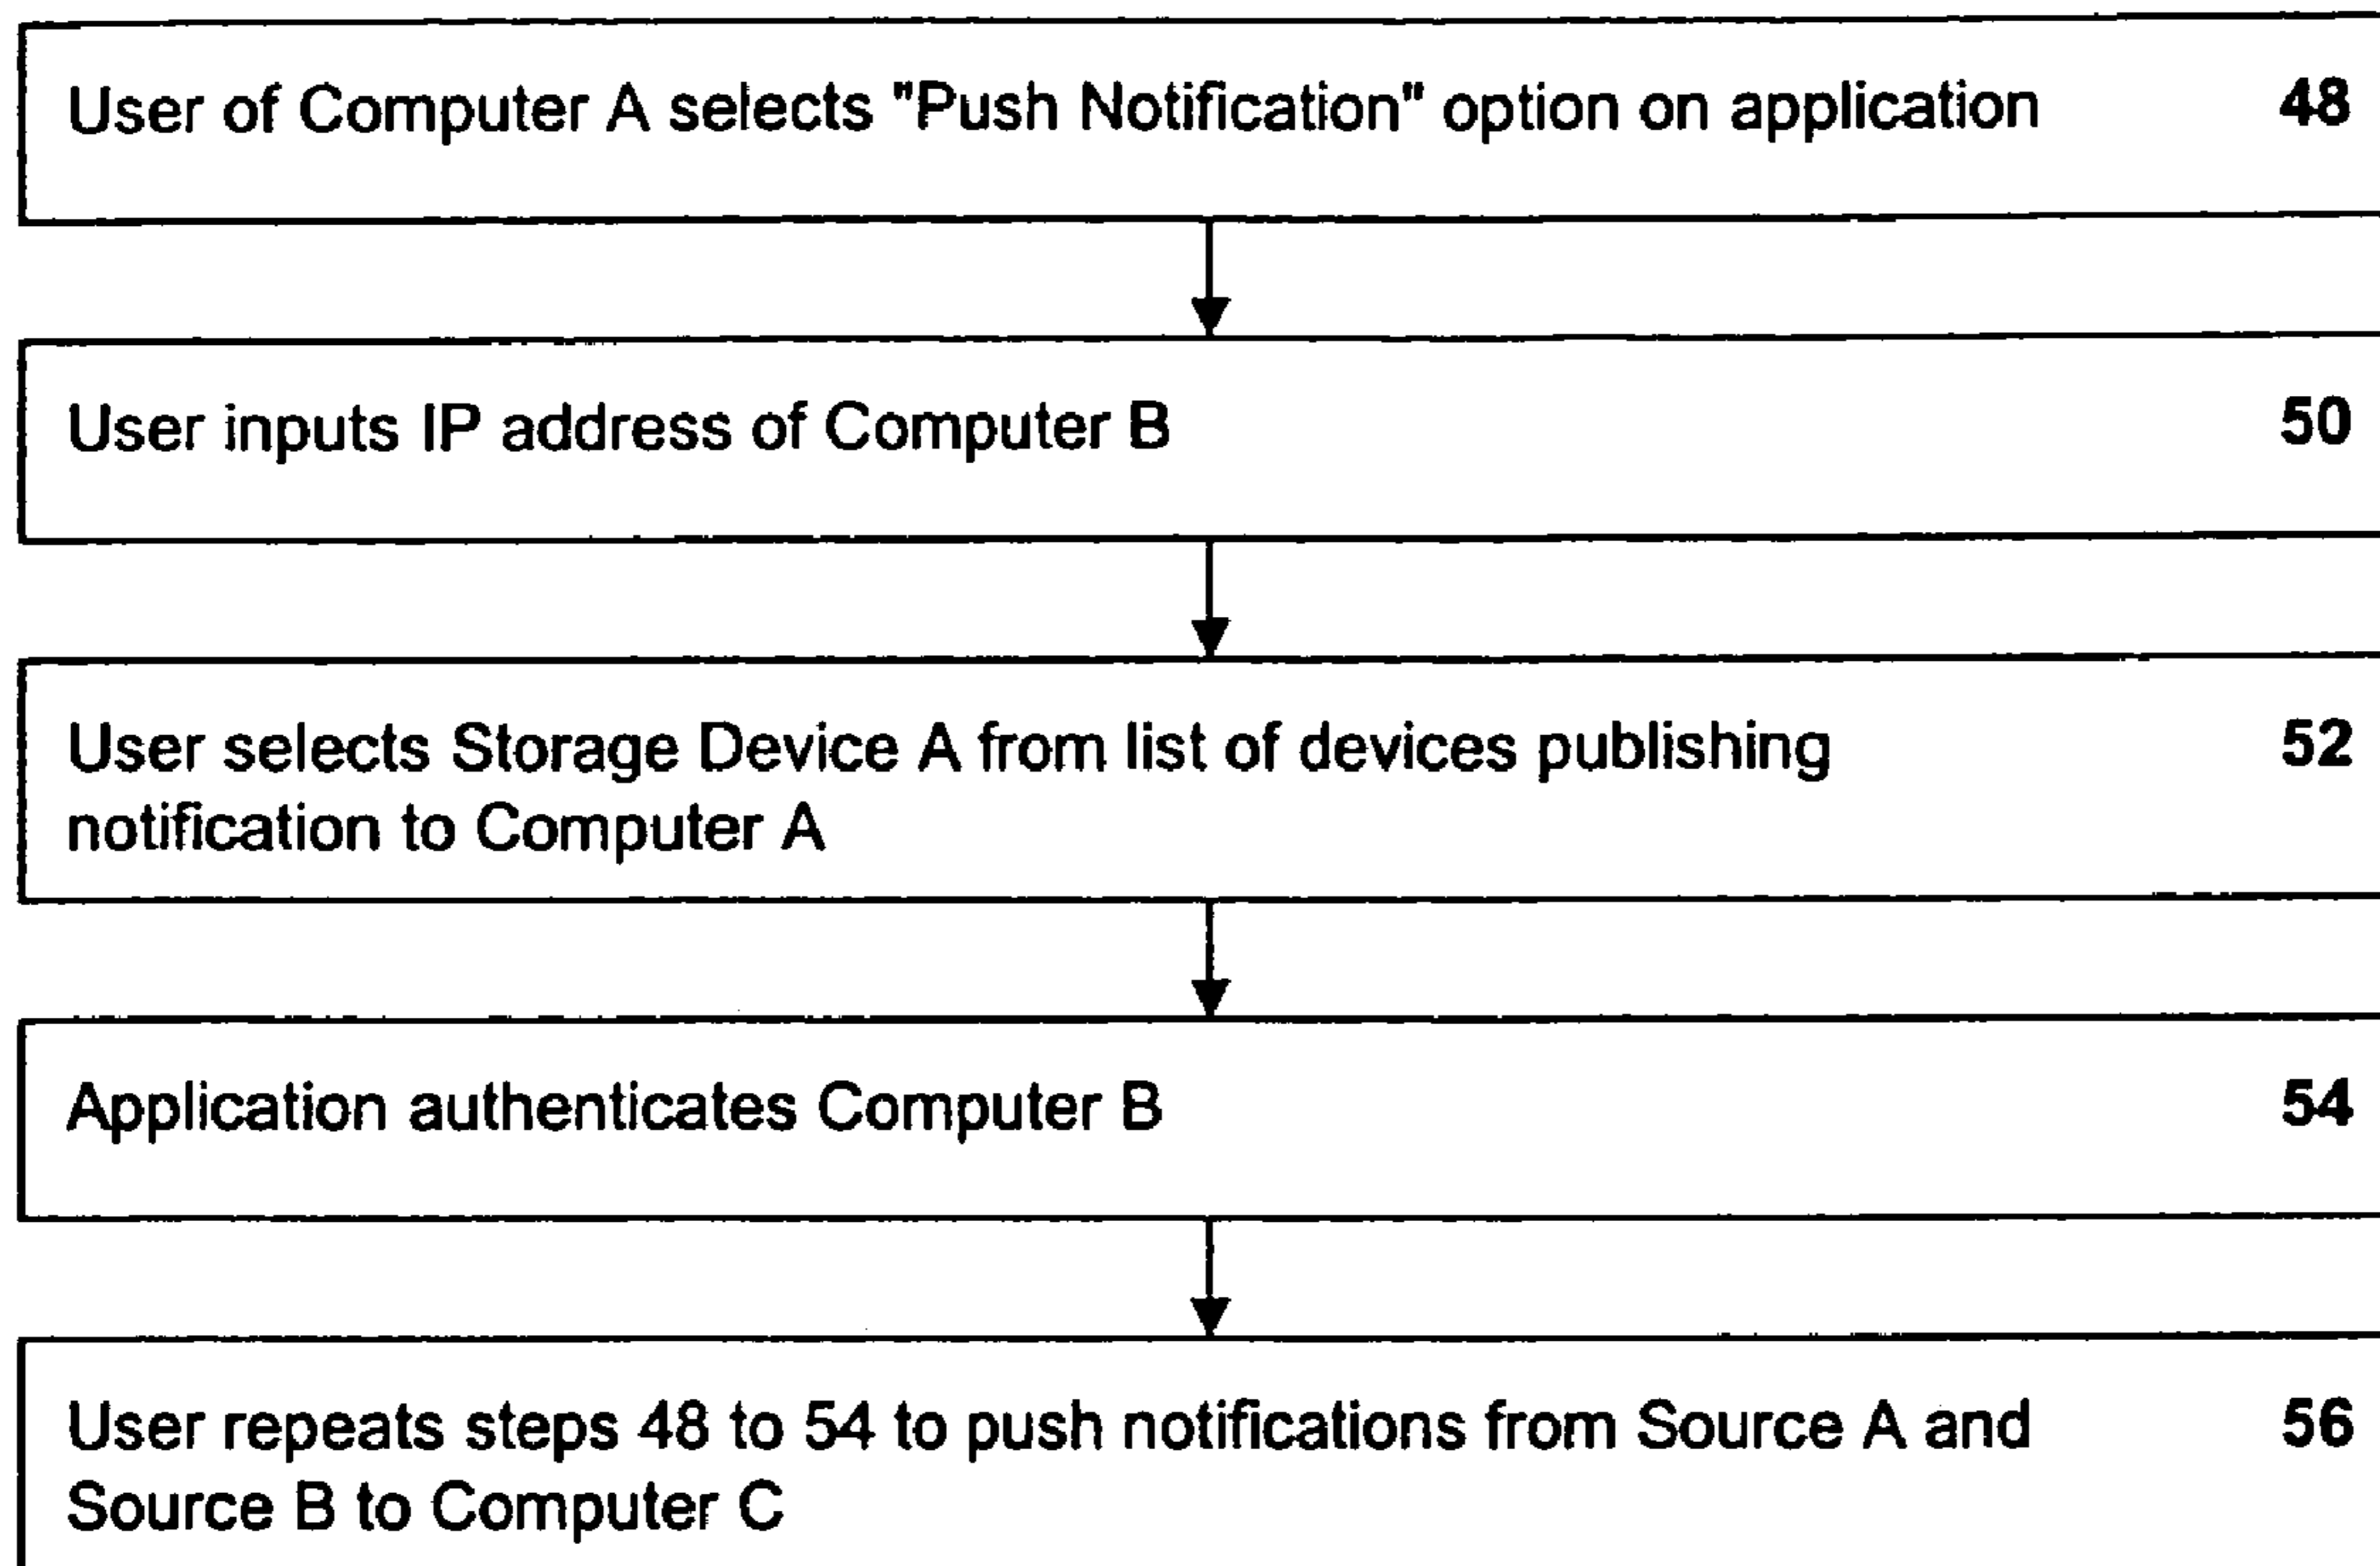 User of Computer A selects "Push Notification" option on application 48
User inputs IP address of Computer B 50
User selects Storage Device A from list of devices publishing 52
notification to Computer A
Application authenticates Computer B 54
User repeats steps 48 to 54 to push notifications from Source A and 56
Source B to Computer C